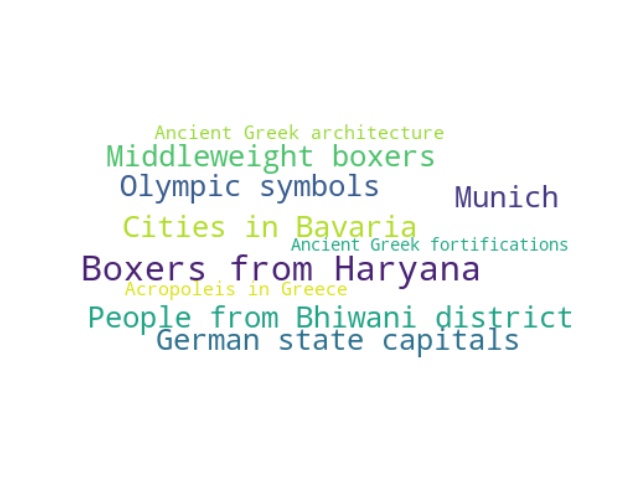 Ancient Greek architecture
Middleweight boxers
Olympic symbols
Munich
Cities in Bavaria
Ancient Greek fortifications
Boxers from Haryana
Acropoleis in Greece
People from Bhiwani district
German state capitals